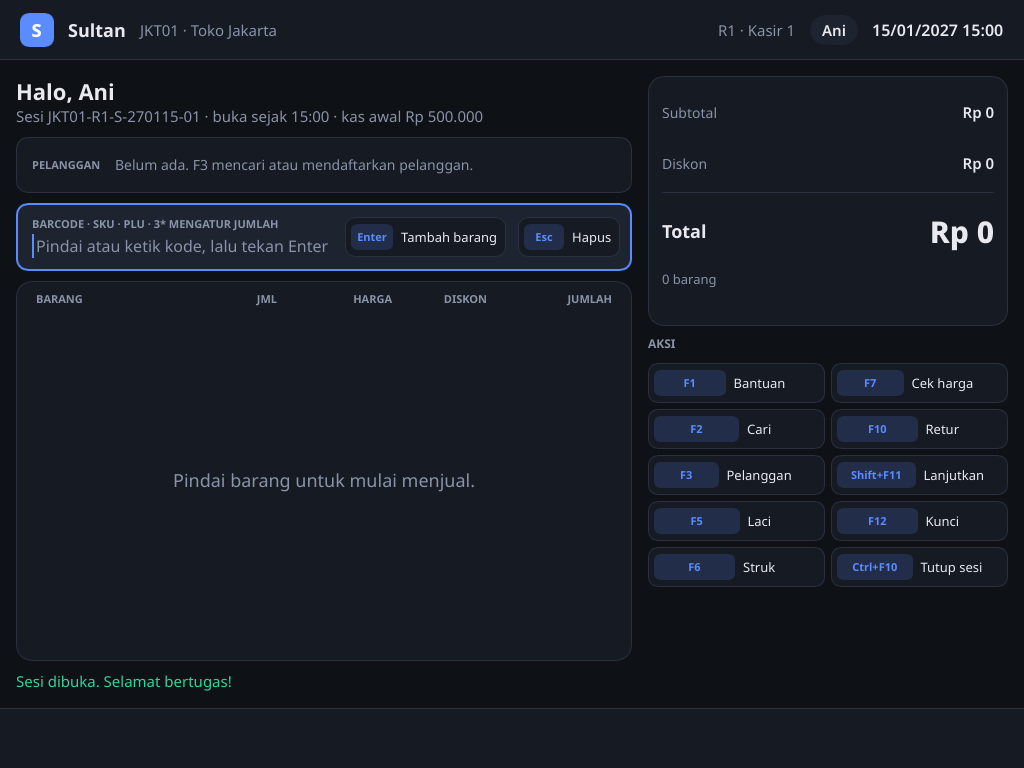 S Sultan JKT01 · Toko Jakarta R1 · Kasir 1 Ani 15/01/2027 15:00
Halo, Ani
Sesi JKT01-R1-S-270115-01 · buka sejak 15:00 · kas awal Rp 500.000
PELANGGAN Belum ada. F3 mencari atau mendaftarkan pelanggan.
BARCODE · SKU · PLU · 3* MENGATUR JUMLAH
Pindai atau ketik kode, lalu tekan Enter
Enter Tambah barang
Esc Hapus
BARANG JML HARGA DISKON JUMLAH
Pindai barang untuk mulai menjual.
Sesi dibuka. Selamat bertugas!
Subtotal Rp 0
Diskon Rp 0
Total Rp 0
0 barang
AKSI
F1 Bantuan F7 Cek harga
F2 Cari F10 Retur
F3 Pelanggan Shift+F11 Lanjutkan
F5 Laci F12 Kunci
F6 Struk Ctrl+F10 Tutup sesi